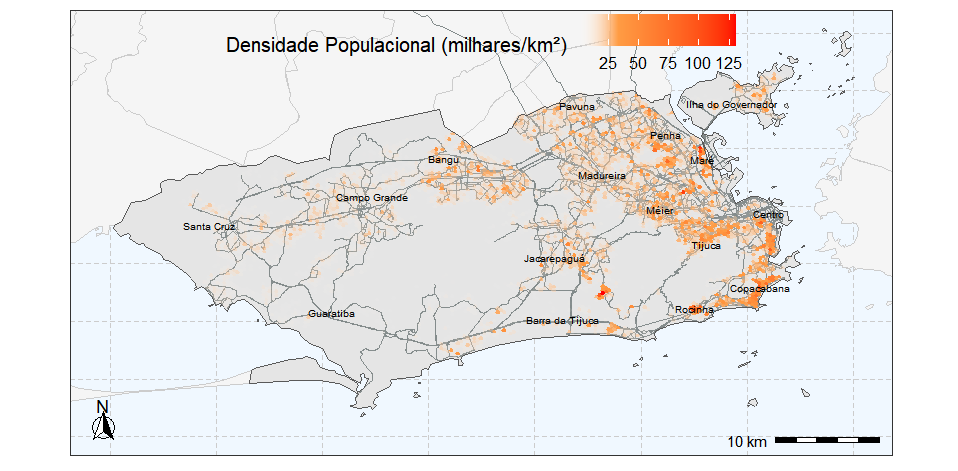 Densidade Populacional (milhares/km²)
25 50 75 100 125
Pavuna
Ilha do Governador
Penha
Maré
Bangu
Madureira
Campo Grande
Méier
Centro
Santa Cruz
Tijuca
Jacarepaguá
Copacabana
Rocinha
Guaratiba
Barra da Tijuca
N
10 km